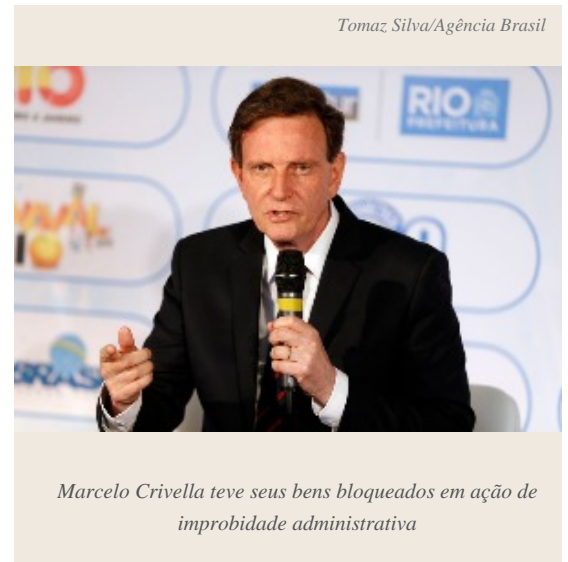 Tomaz Silva/Agência Brasil
RIO
PREFEITURA
Marcelo Crivella teve seus bens bloqueados em ação de
improbidade administrativa